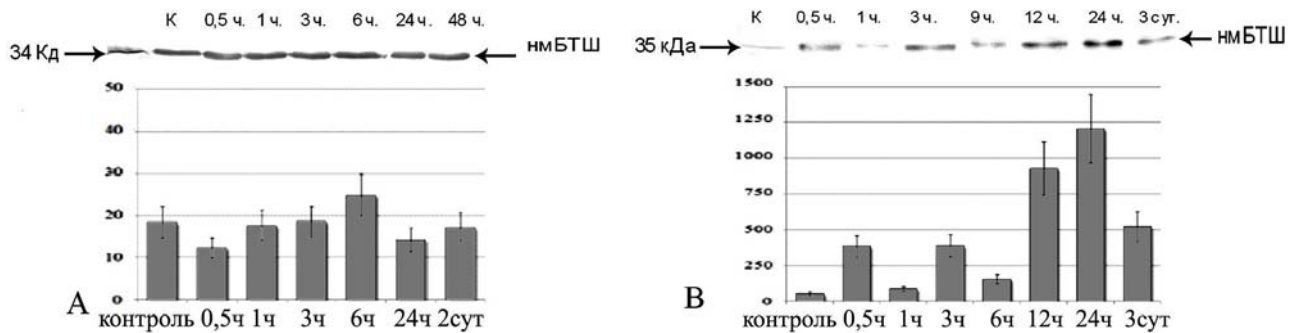 К 0,5 ч. 1 ч. 3 ч. 6 ч. 24 ч. 48 ч.
34 Кд нмБТШ
50
40
30
20
10
0
А
контроль 0,5ч 1ч 3ч 6ч 24ч 2сут
К 0,5ч. 1 ч. 3 ч. 9 ч. 12 ч. 24 ч. 3 сут.
35 кДа нмБТШ
1500
1250
1000
750
500
250
0
В
контроль 0,5ч 1ч 3ч 6ч 12ч 24ч 3сут